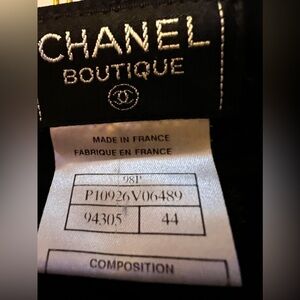 CHANEL
BOUTIQUE
MADE IN FRANCE
FABRIQUE EN FRANCE
98P
P10926V06489
94305 44
COMPOSITION